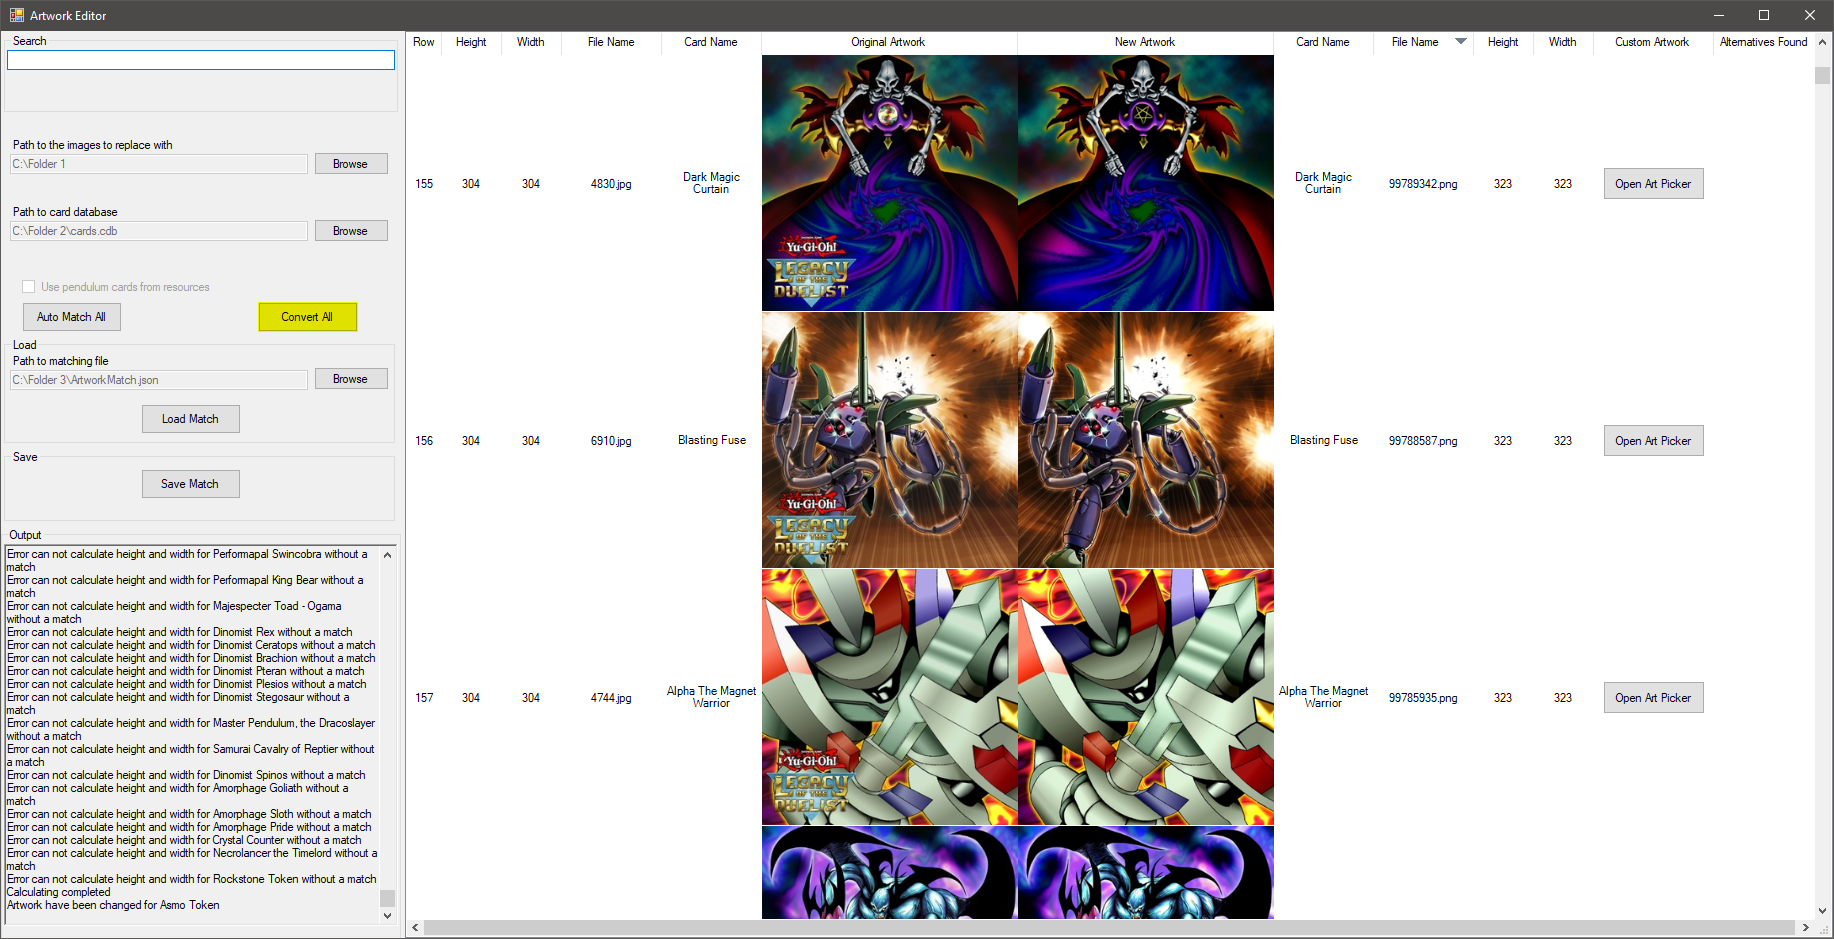 Artwork Editor
Search
Path to the images to replace with
C:\Folder 1
Browse
Path to card database
C:\Folder 2\cards.cdb
Browse
Use pendulum cards from resources
Auto Match All
Convert All
Load
Path to matching file
C:\Folder 3\ArtworkMatch.json
Browse
Load Match
Save
Save Match
Output
Error can not calculate height and width for Performapal Swincobra without a
match
Error can not calculate height and width for Performapal King Bear without a
match
Error can not calculate height and width for Majespecter Toad - Ogama
without a match
Error can not calculate height and width for Dinomist Rex without a match
Error can not calculate height and width for Dinomist Ceratops without a match
Error can not calculate height and width for Dinomist Brachion without a match
Error can not calculate height and width for Dinomist Pteran without a match
Error can not calculate height and width for Dinomist Plesios without a match
Error can not calculate height and width for Dinomist Stegosaur without a
match
Error can not calculate height and width for Master Pendulum, the Dracoslayer
without a match
Error can not calculate height and width for Samurai Cavalry of Reptier without
a match
Error can not calculate height and width for Dinomist Spinos without a match
Error can not calculate height and width for Amorphage Goliath without a
match
Error can not calculate height and width for Amorphage Sloth without a match
Error can not calculate height and width for Amorphage Pride without a match
Error can not calculate height and width for Crystal Counter without a match
Error can not calculate height and width for Necrolancer the Timelord without a
match
Error can not calculate height and width for Rockstone Token without a match
Calculating completed
Artwork have been changed for Asmo Token
Row Height Width File Name Card Name Original Artwork New Artwork Card Name File Name Height Width Custom Artwork Alternatives Found
155 304 304 4830.jpg Dark Magic
Curtain
Yu-Gi-Oh!
LEGACY
OF THE
DUELIST
Dark Magic
Curtain
99789342.png 323 323 Open Art Picker
156 304 304 6910.jpg Blasting Fuse
Yu-Gi-Oh!
LEGACY
OF THE
DUELIST
Blasting Fuse 99788587.png 323 323 Open Art Picker
157 304 304 4744.jpg Alpha The Magnet
Warrior
Yu-Gi-Oh!
LEGACY
OF THE
DUELIST
Alpha The Magnet
Warrior
99785935.png 323 323 Open Art Picker